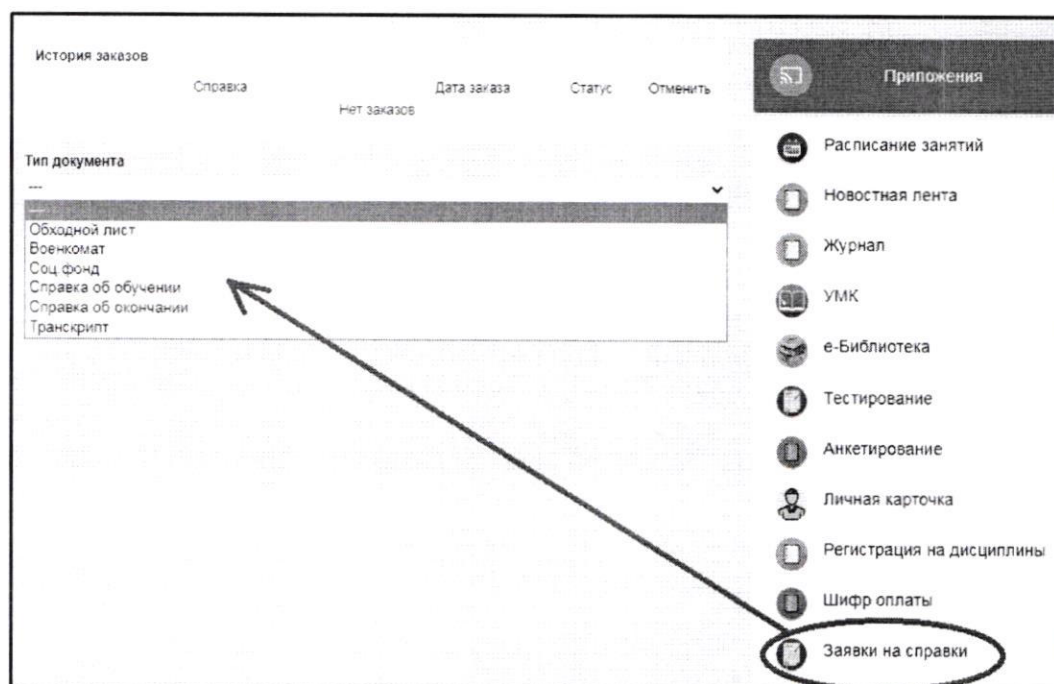 История заказов
Справка Дата заказа Статус Отменить
Нет заказов
Тип документа
---
---
Обходной лист
Военкомат
Соц.фонд
Справка об обучении
Справка об окончании
Транскрипт
Приложения
Расписание занятий
Новостная лента
Журнал
УМК
е-Библиотека
Тестирование
Анкетирование
Личная карточка
Регистрация на дисциплины
Шифр оплаты
Заявки на справки